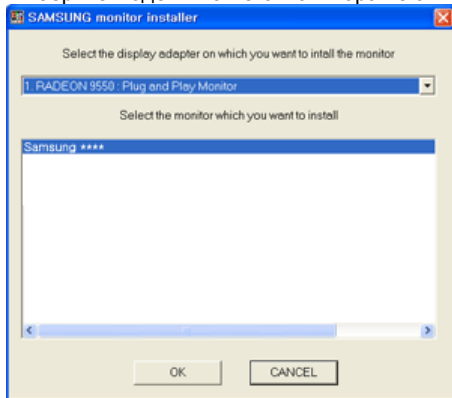 SAMSUNG monitor installer
Select the display adapter on which you want to intall the monitor
1. RADEON 9550 : Plug and Play Monitor
Select the monitor which you want to install
Samsung ****
OK
CANCEL